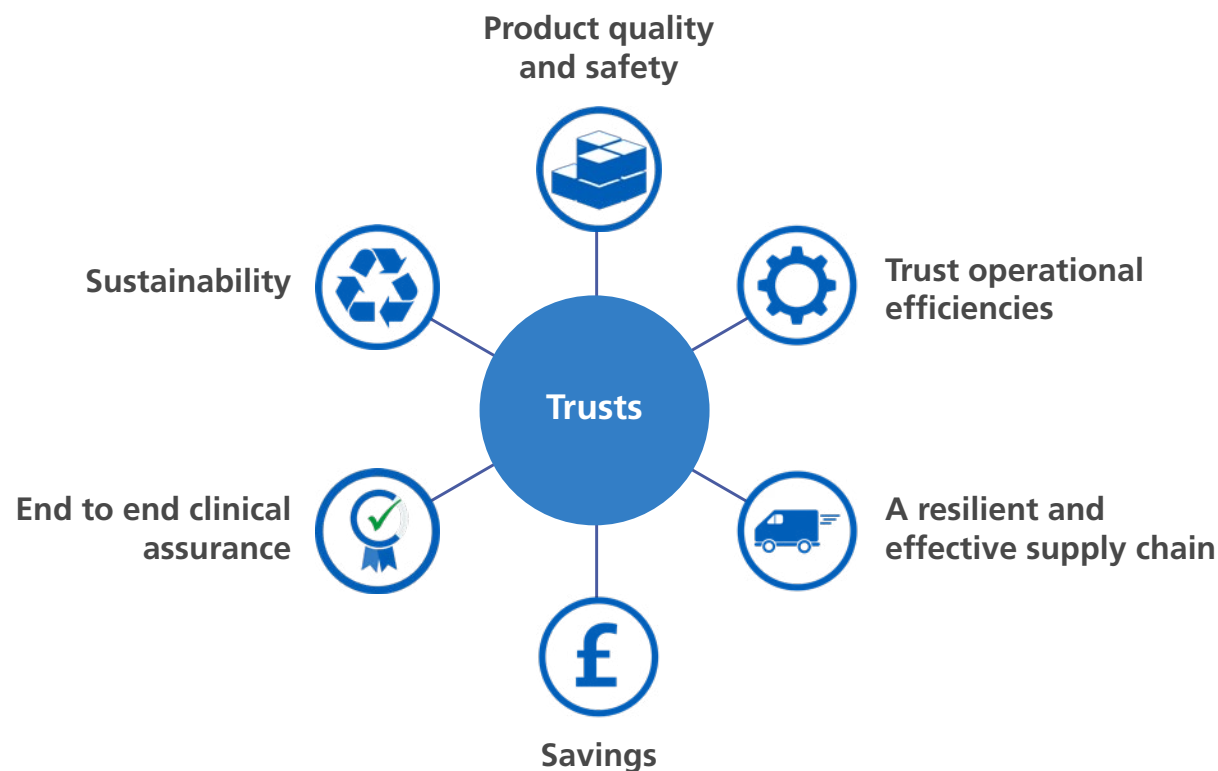 Product quality
and safety
Sustainability
Trust operational
efficiencies
Trusts
End to end clinical
assurance
A resilient and
effective supply chain
£
Savings